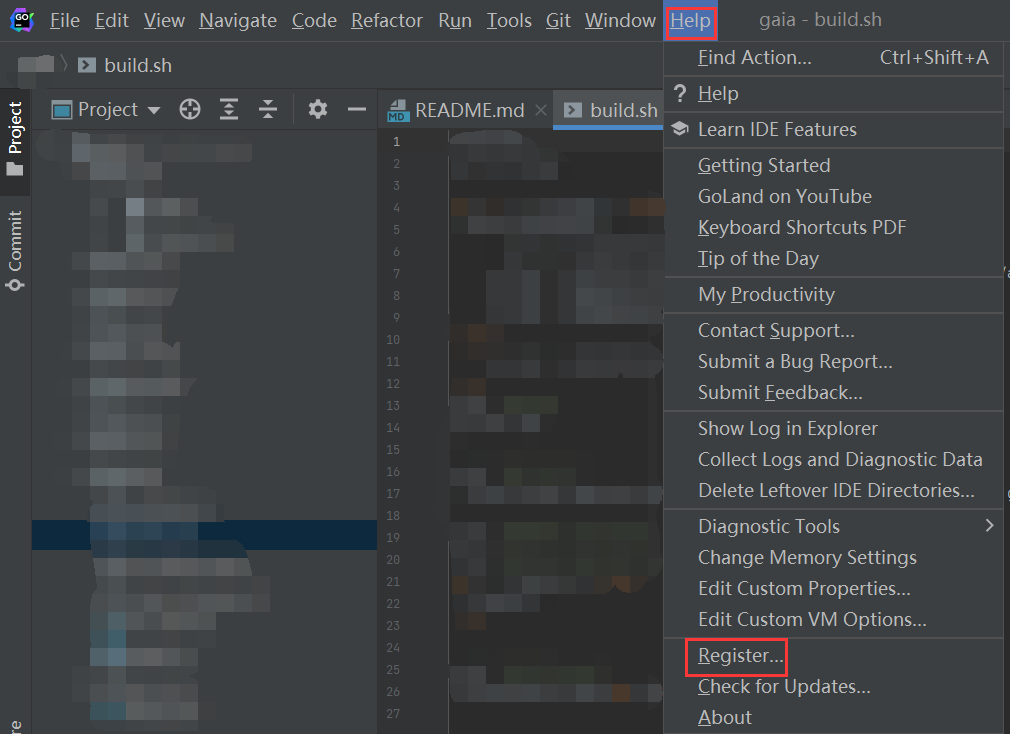 GO File Edit View Navigate Code Refactor Run Tools Git Window Help gaia - build.sh
build.sh
Project
Commit
re
Project
MD README.md build.sh
1
2
3
4
5
6
7
8
9
10
11
12
13
14
15
16
17
18
19
20
21
22
23
24
25
26
27
Find Action... Ctrl+Shift+A
? Help
Learn IDE Features
Getting Started
GoLand on YouTube
Keyboard Shortcuts PDF
Tip of the Day
My Productivity
Contact Support...
Submit a Bug Report...
Submit Feedback...
Show Log in Explorer
Collect Logs and Diagnostic Data
Delete Leftover IDE Directories...
Diagnostic Tools
Change Memory Settings
Edit Custom Properties...
Edit Custom VM Options...
Register...
Check for Updates...
About